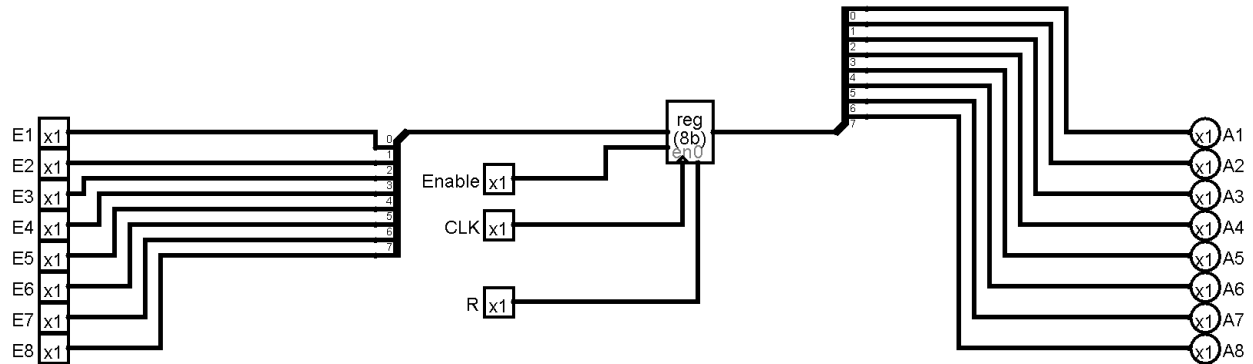 E1 x1
E2 x1
E3 x1
E4 x1
E5 x1
E6 x1
E7 x1
E8 x1
0
1
2
3
4
5
6
7
Enable x1
CLK x1
R x1
reg
(8b)
en0
0
1
2
3
4
5
6
7
x1 A1
x1 A2
x1 A3
x1 A4
x1 A5
x1 A6
x1 A7
x1 A8